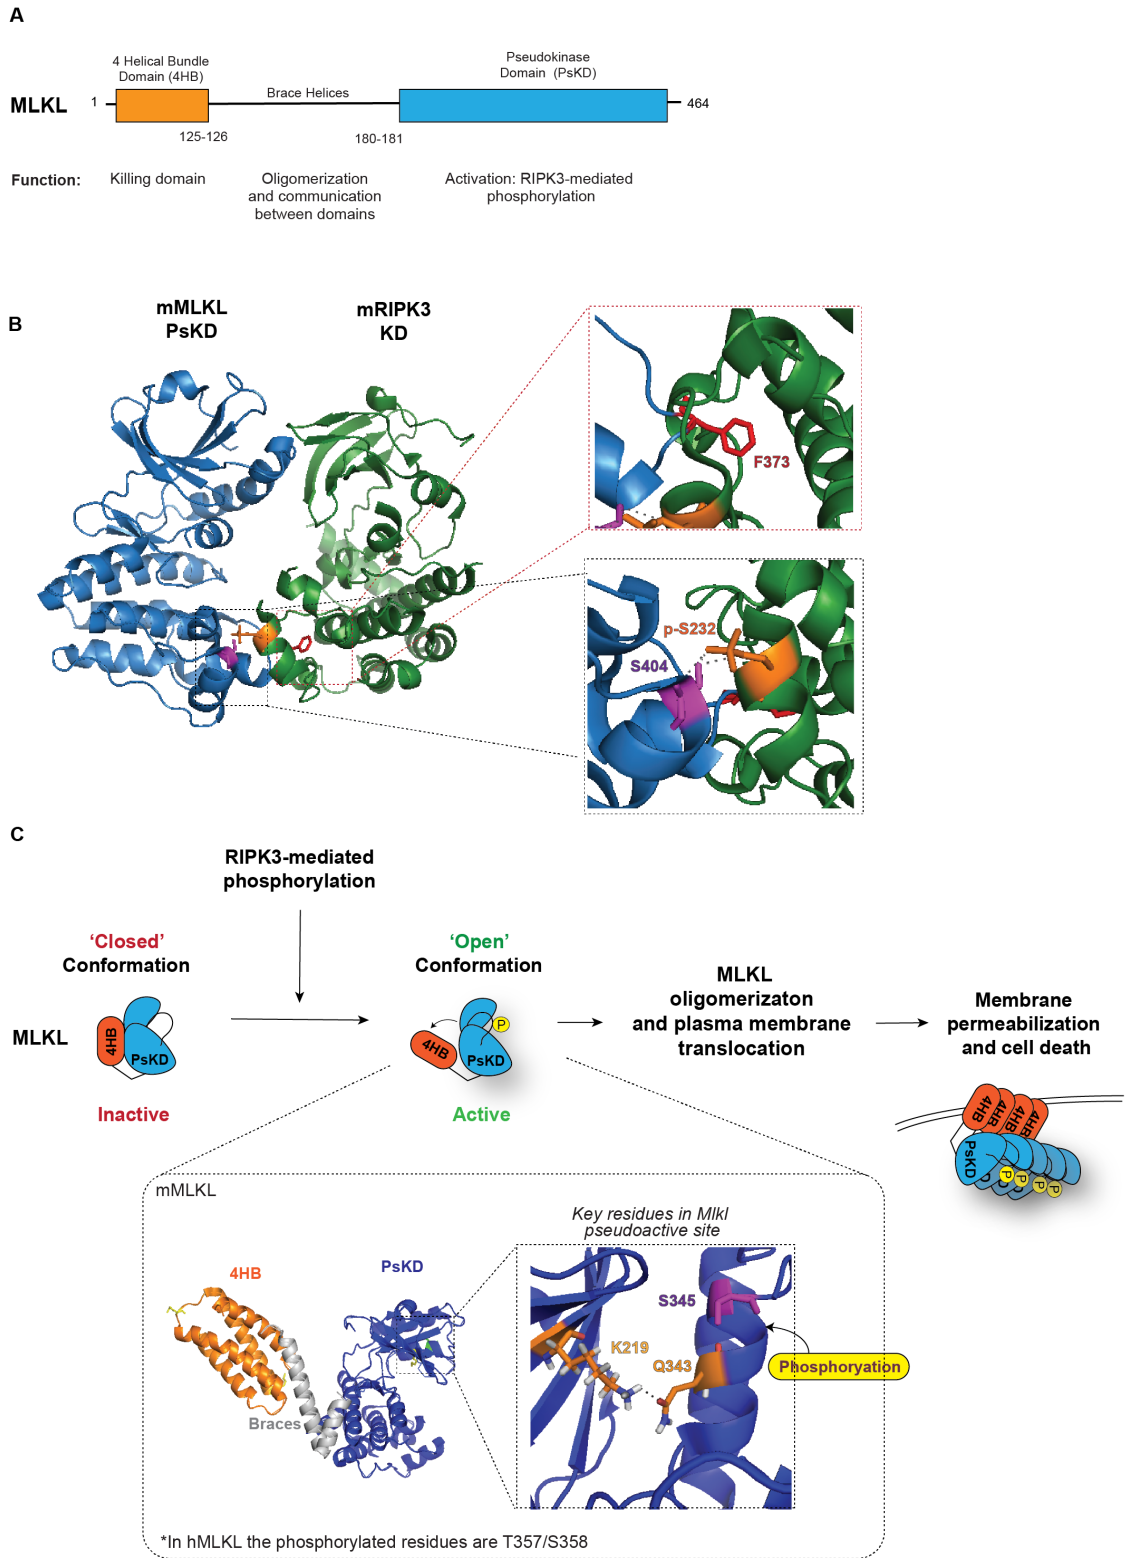 A
4 Helical Bundle
Domain (4HB)
Pseudokinase
Domain (PsKD)
Brace Helices
MLKL
1
464
125-126
180-181
Function:
Killing domain
Oligomerization
and communication
between domains
Activation: RIPK3-mediated
phosphorylation
B
mMLKL
PsKD
mRIPK3
KD
F373
p-S232
S404
C
RIPK3-mediated
phosphorylation
‘Closed’
Conformation
‘Open’
Conformation
MLKL
oligomerizaton
and plasma membrane
translocation
Membrane
permeabilization
and cell death
MLKL
4HB
PsKD
P
4HB
PsKD
Inactive
Active
4HB
4HB
4HB
4HB
PsKD
P
P
P
P
mMLKL
Key residues in Mlkl
pseudoactive site
4HB
PsKD
Braces
S345
K219
Q343
Phosphoryation
*In hMLKL the phosphorylated residues are T357/S358